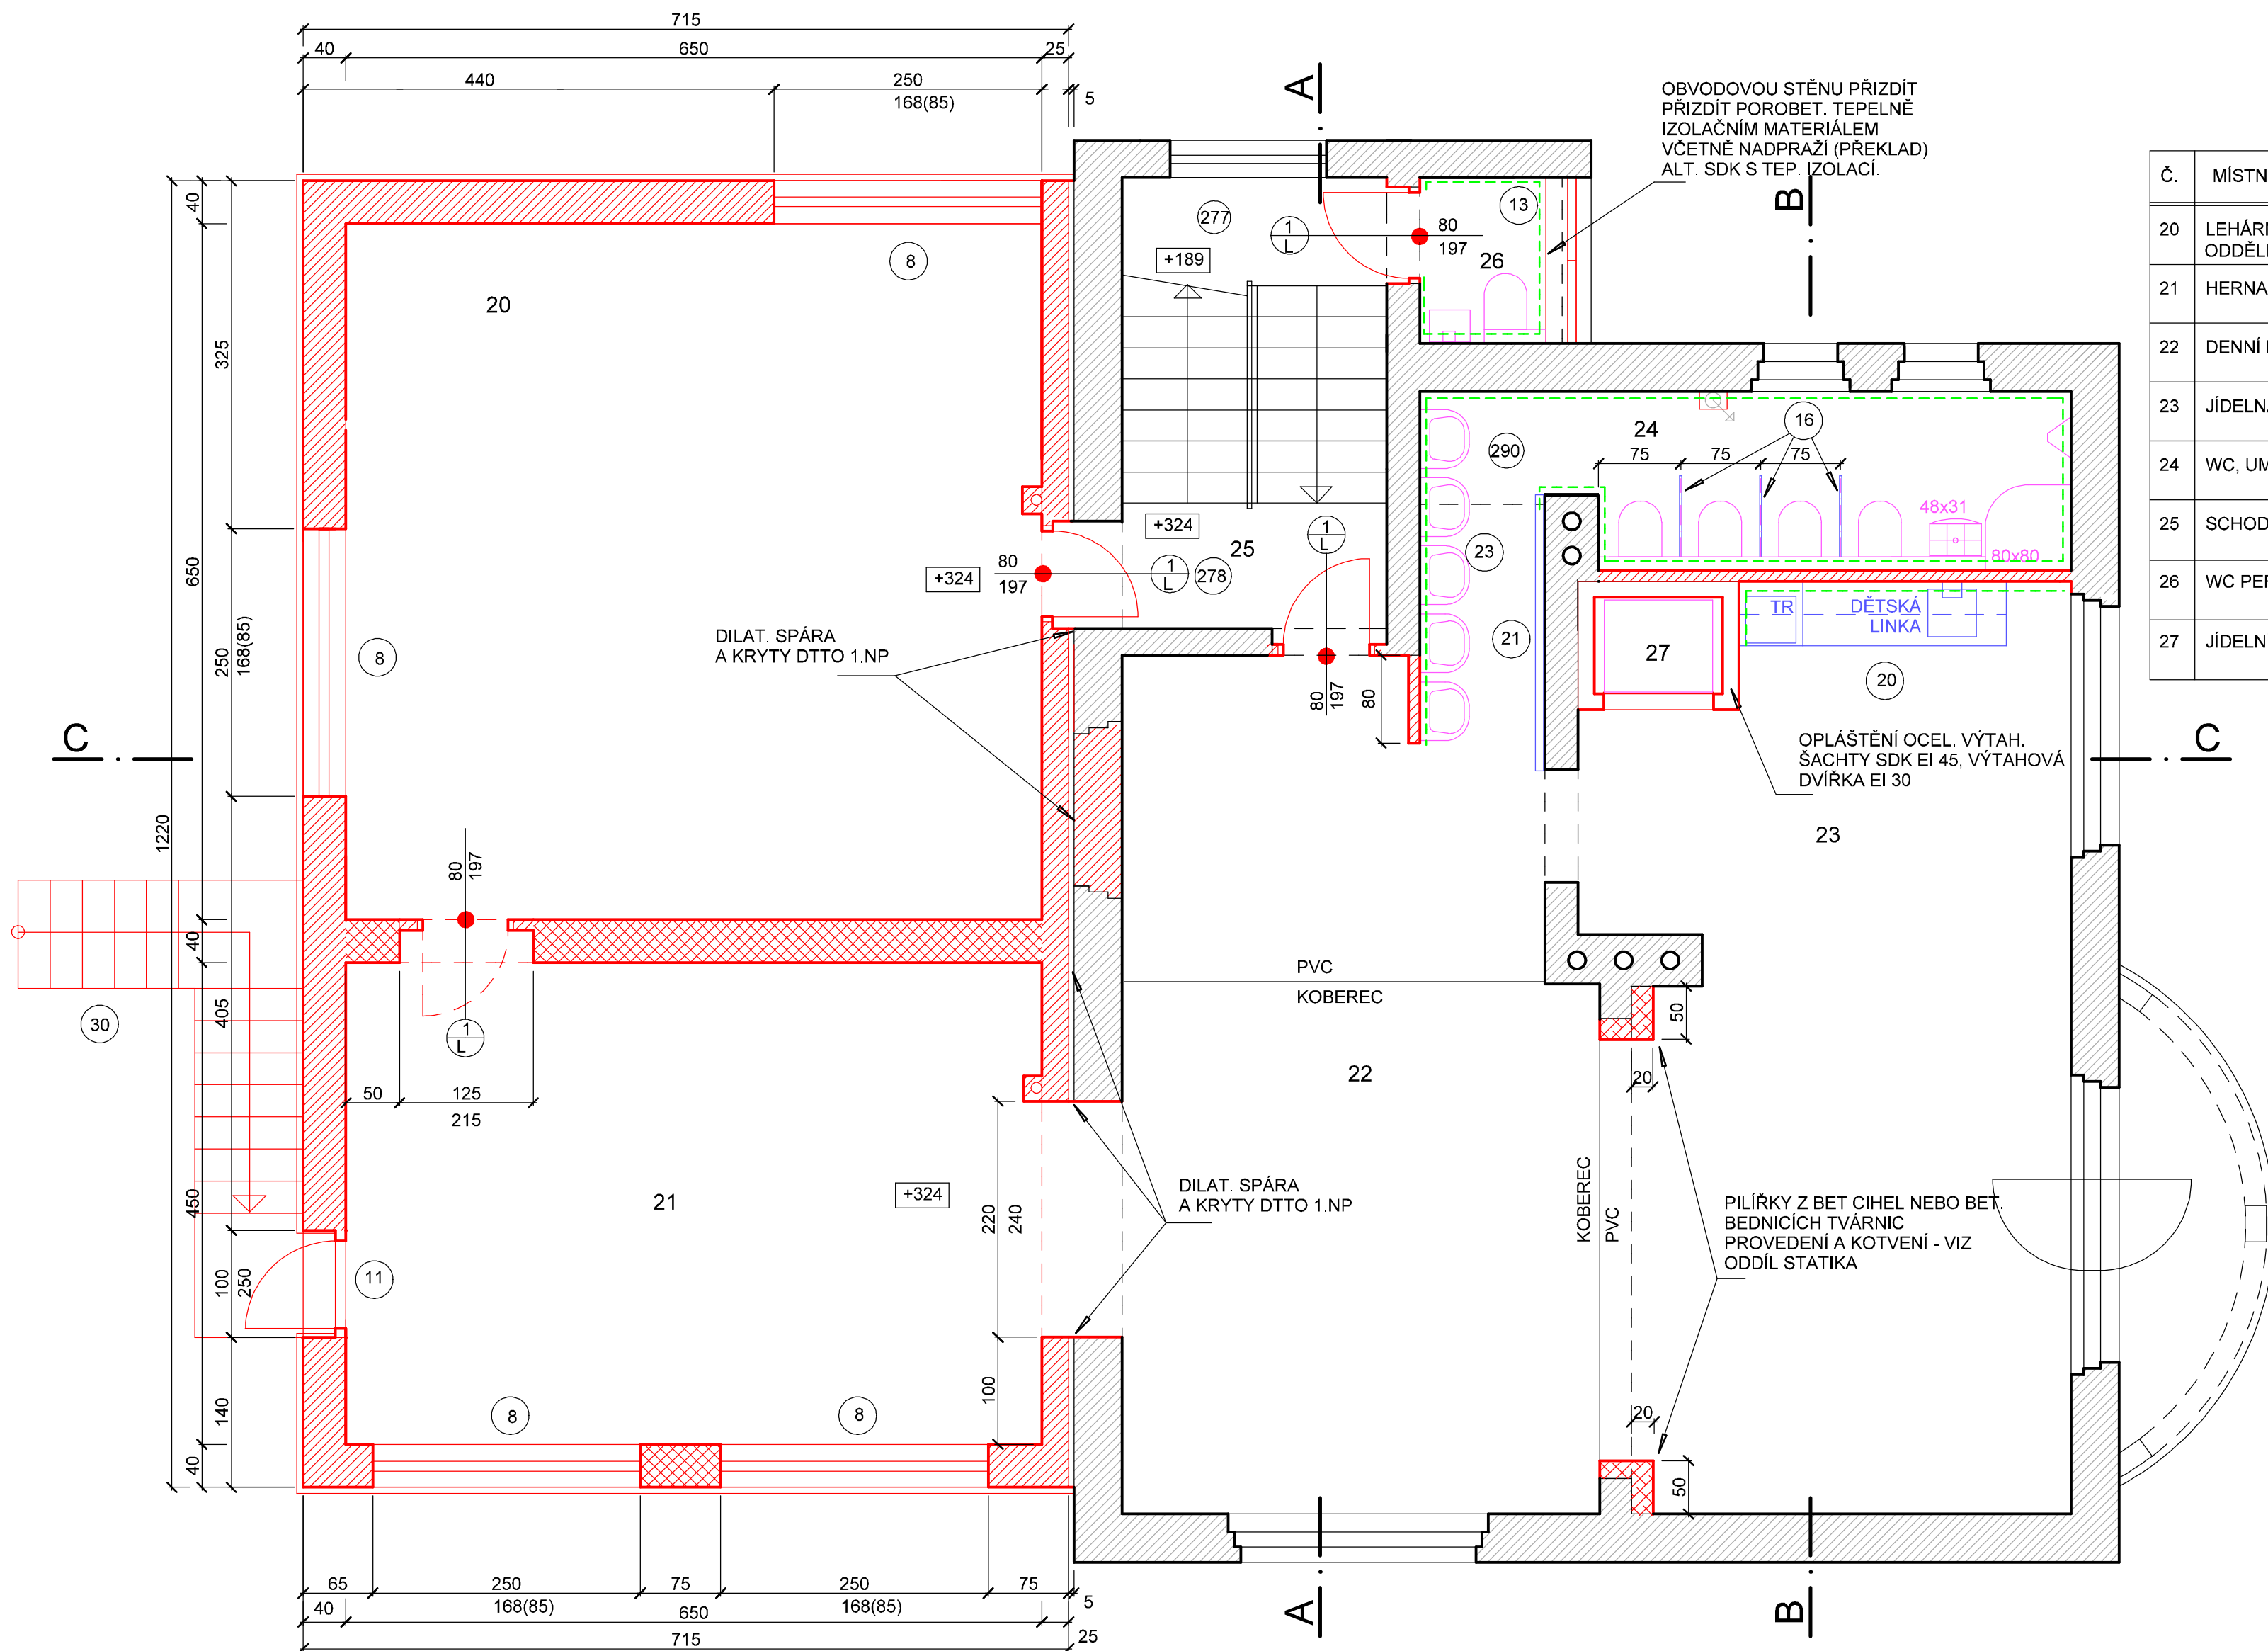 715
40
650
25
440
250
168(85)
5
A
OBVODOVOU STĚNU PŘIZDÍT
PŘIZDÍT POROBET. TEPELNĚ
IZOLAČNÍM MATERIÁLEM
VČETNĚ NADPRAŽÍ (PŘEKLAD)
ALT. SDK S TEP. IZOLACÍ.
B
Č.
MÍSTN
20
LEHÁR
ODDĚL
21
HERNA
22
DENNÍ
23
JÍDELN
24
WC, UM
25
SCHOD
26
WC PE
27
JÍDELN
40
277
13
1
L
80
197
26
+189
8
20
325
24
16
290
75
75
75
48x31
80x80
650
+324
25
1
L
23
80
197
+324
1
L
278
TR
DĚTSKÁ
LINKA
21
27
20
DILAT. SPÁRA
A KRYTY DTTO 1.NP
8
250
168(85)
80
197
80
C
OPLÁŠTĚNÍ OCEL. VÝTAH.
ŠACHTY SDK EI 45, VÝTAHOVÁ
DVÍŘKA EI 30
C
1220
23
80
197
40
PVC
KOBEREC
30
405
1
L
50
50
125
215
22
20
21
+324
450
220
240
DILAT. SPÁRA
A KRYTY DTTO 1.NP
KOBEREC
PVC
PILÍŘKY Z BET CIHEL NEBO BET.
BEDNICÍCH TVÁRNIC
PROVEDENÍ A KOTVENÍ - VIZ
ODDÍL STATIKA
11
100
250
140
100
8
8
20
40
50
65
250
168(85)
75
250
168(85)
75
5
40
650
25
715
A
B